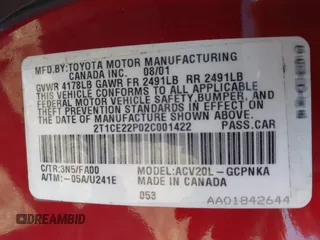 MFD.BY:TOYOTA MOTOR MANUFACTURING
CANADA INC. 08/01
GVWR 4178LB GAWR FR 2491LB RR 2491LB
THIS VEHICLE CONFORMS TO ALL APPLICABLE
FEDERAL MOTOR VEHICLE SAFETY, BUMPER, AND
THEFT PREVENTION STANDARDS IN EFFECT ON
THE DATE OF MANUFACTURE SHOWN ABOVE.
2T1CE22P02C001422 PASS.CAR
C/TR:3N5/FA00 MODEL:ACV20L-GCPNKA
A/TM:-05A/U241E MADE IN CANADA
053 AA01842644
DREAMBID